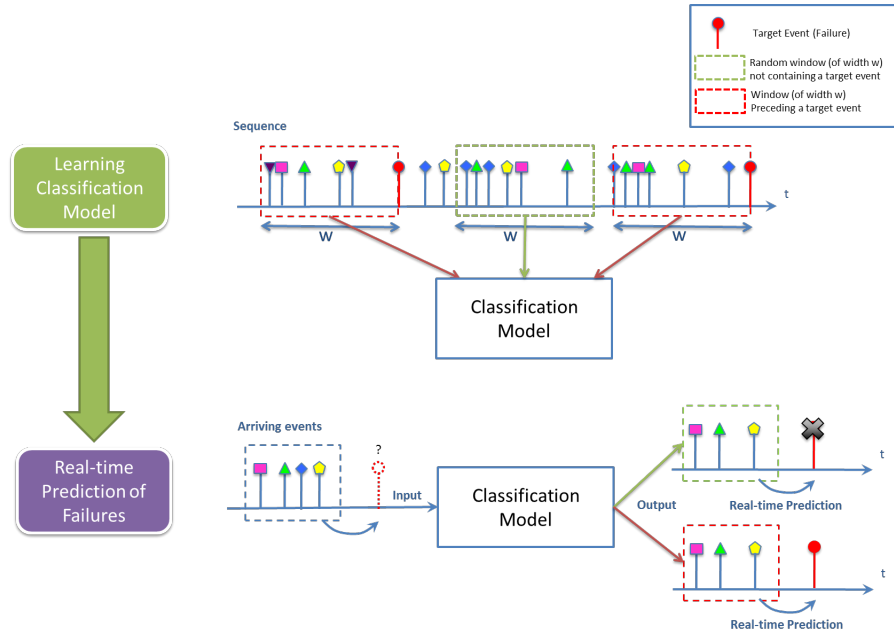 Target Event (Failure)
Random window (of width w)
not containing a target event
Window (of width w)
Preceding a target event
Learning
Classification
Model
Sequence
t
W
W
W
Classification
Model
Real-time
Prediction of
Failures
Arriving events
?
Input
Classification
Model
Output
t
Real-time Prediction
t
Real-time Prediction